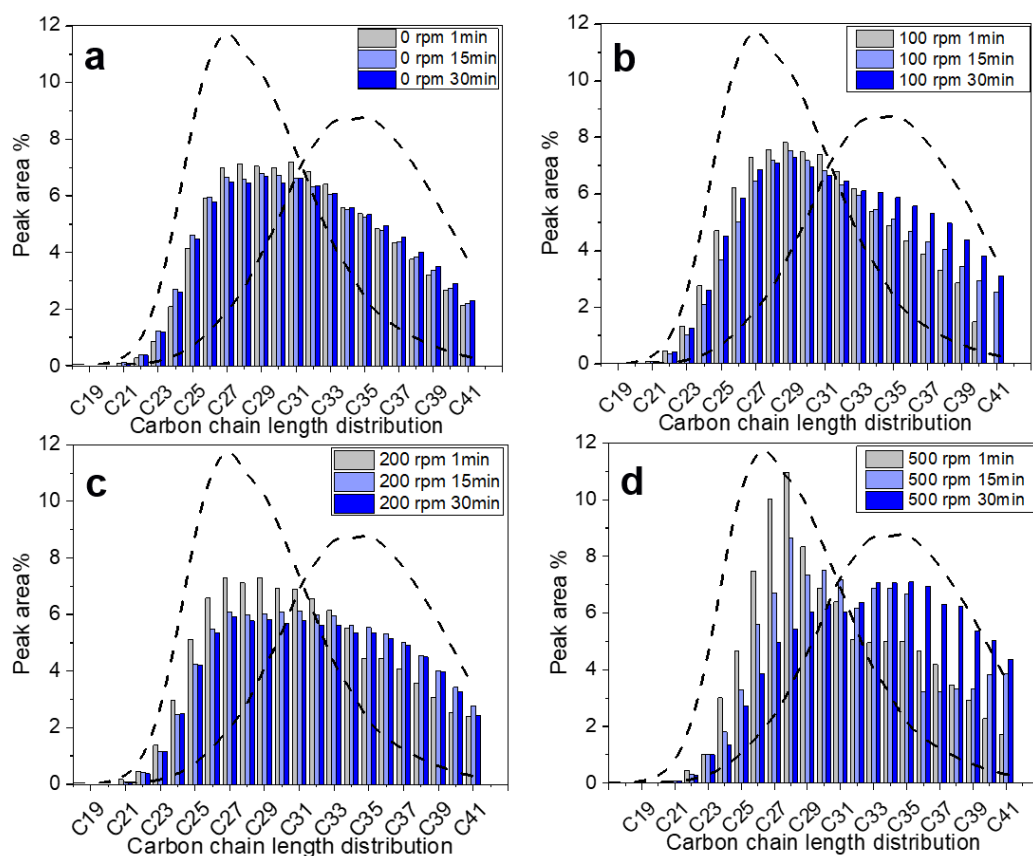 a
0 rpm 1min
0 rpm 15min
0 rpm 30min
Peak area %
12
10
8
6
4
2
0
C19 C21 C23 C25 C27 C29 C31 C33 C35 C37 C39 C41
Carbon chain length distribution
b
100 rpm 1min
100 rpm 15min
100 rpm 30min
Peak area %
12
10
8
6
4
2
0
C19 C21 C23 C25 C27 C29 C31 C33 C35 C37 C39 C41
Carbon chain length distribution
c
200 rpm 1min
200 rpm 15min
200 rpm 30min
Peak area%
12
10
8
6
4
2
0
C19 C21 C23 C25 C27 C29 C31 C33 C35 C37 C39 C41
Carbon chain length distribution
d
500 rpm 1min
500 rpm 15min
500 rpm 30min
Peak area %
12
10
8
6
4
2
0
C19 C21 C23 C25 C27 C29 C31 C33 C35 C37 C39 C41
Carbon chain length distribution